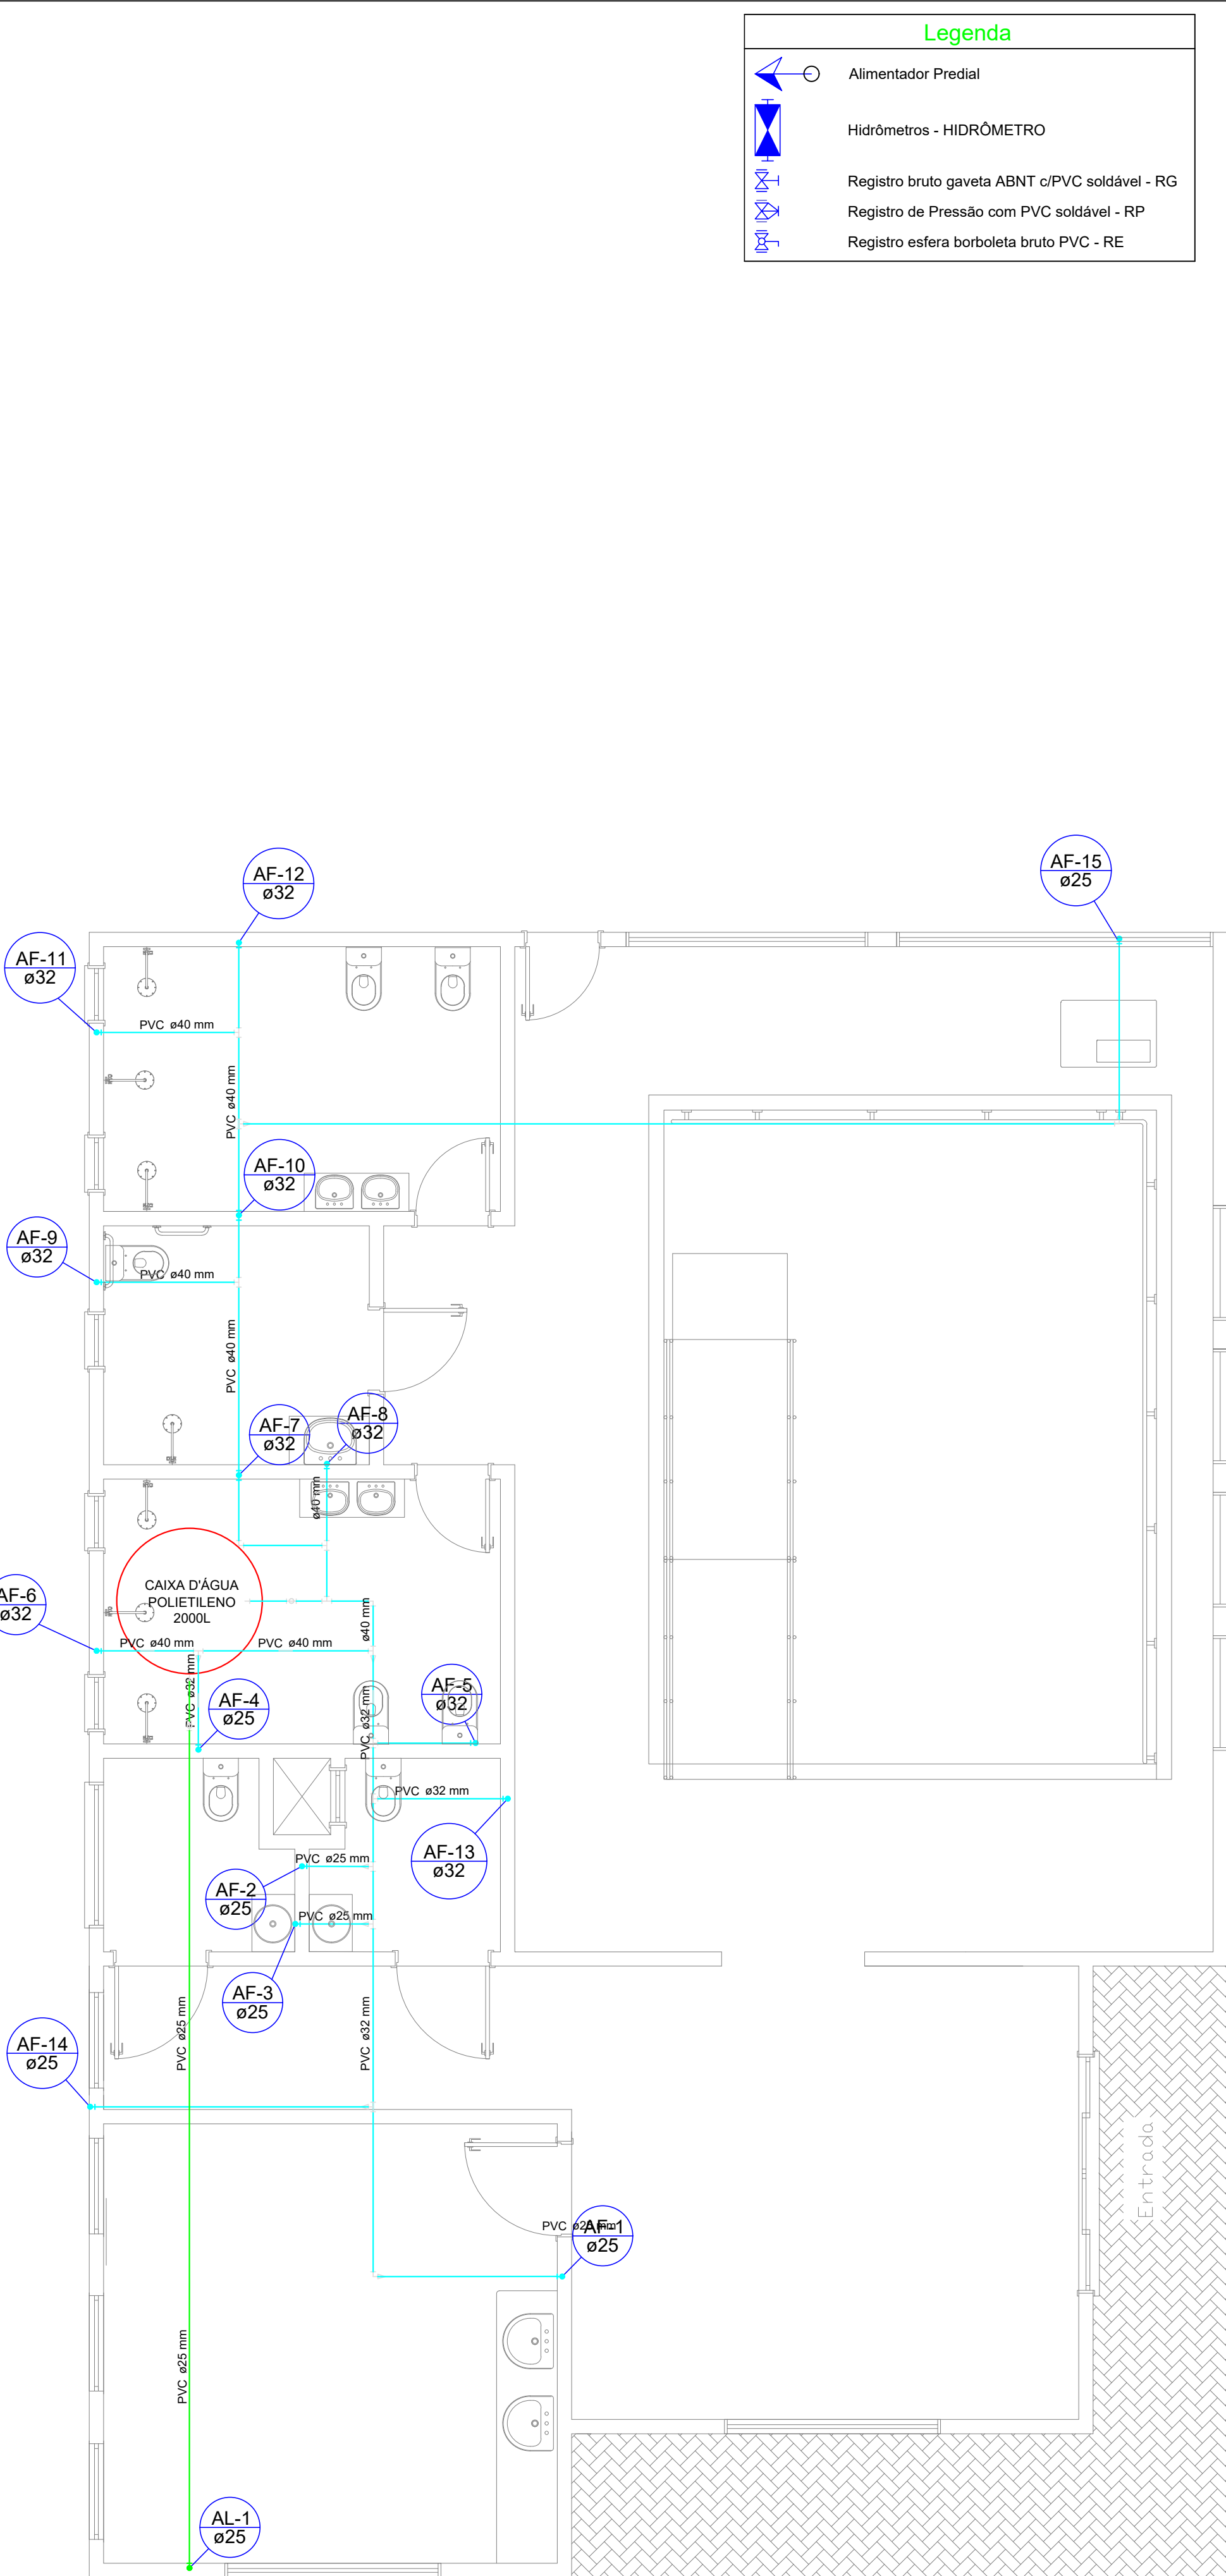 Legenda
Alimentador Predial
Hidrômetros - HIDRÔMETRO
Registro bruto gaveta ABNT c/PVC soldável - RG
Registro de Pressão com PVC soldável - RP
Registro esfera borboleta bruto PVC - RE
AF-15
ø25
AF-12
ø32
AF-11
ø32
PVC ø40 mm
PVC ø40 mm
AF-10
ø32
AF-9
ø32
PVC ø40 mm
PVC ø40 mm
AF-8
ø32
AF-7
ø32
ø40 mm
CAIXA D'ÁGUA
POLIETILENO
2000L
AF-6
ø32
ø40 mm
PVC ø40 mm
PVC ø40 mm
PVC ø32 mm
AF-5
ø32
AF-4
ø25
PVC ø32 mm
PVC ø32 mm
AF-13
ø32
PVC ø25 mm
AF-2
ø25
PVC ø25 mm
AF-3
ø25
PVC ø25 mm
PVC ø32 mm
AF-14
ø25
Entrada
PVC ø25 mm
AF-1
ø25
PVC ø25 mm
AL-1
ø25